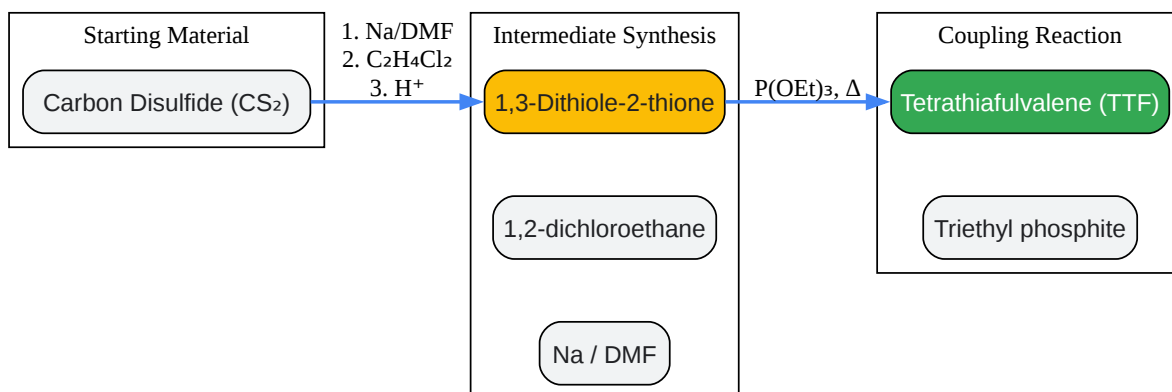 Starting Material
Carbon Disulfide (CS₂)
1. Na/DMF
2. C₂H₄Cl₂
3. H⁺
Intermediate Synthesis
1,3-Dithiole-2-thione
1,2-dichloroethane
Na / DMF
P(OEt)₃, Δ
Coupling Reaction
Tetrathiafulvalene (TTF)
Triethyl phosphite